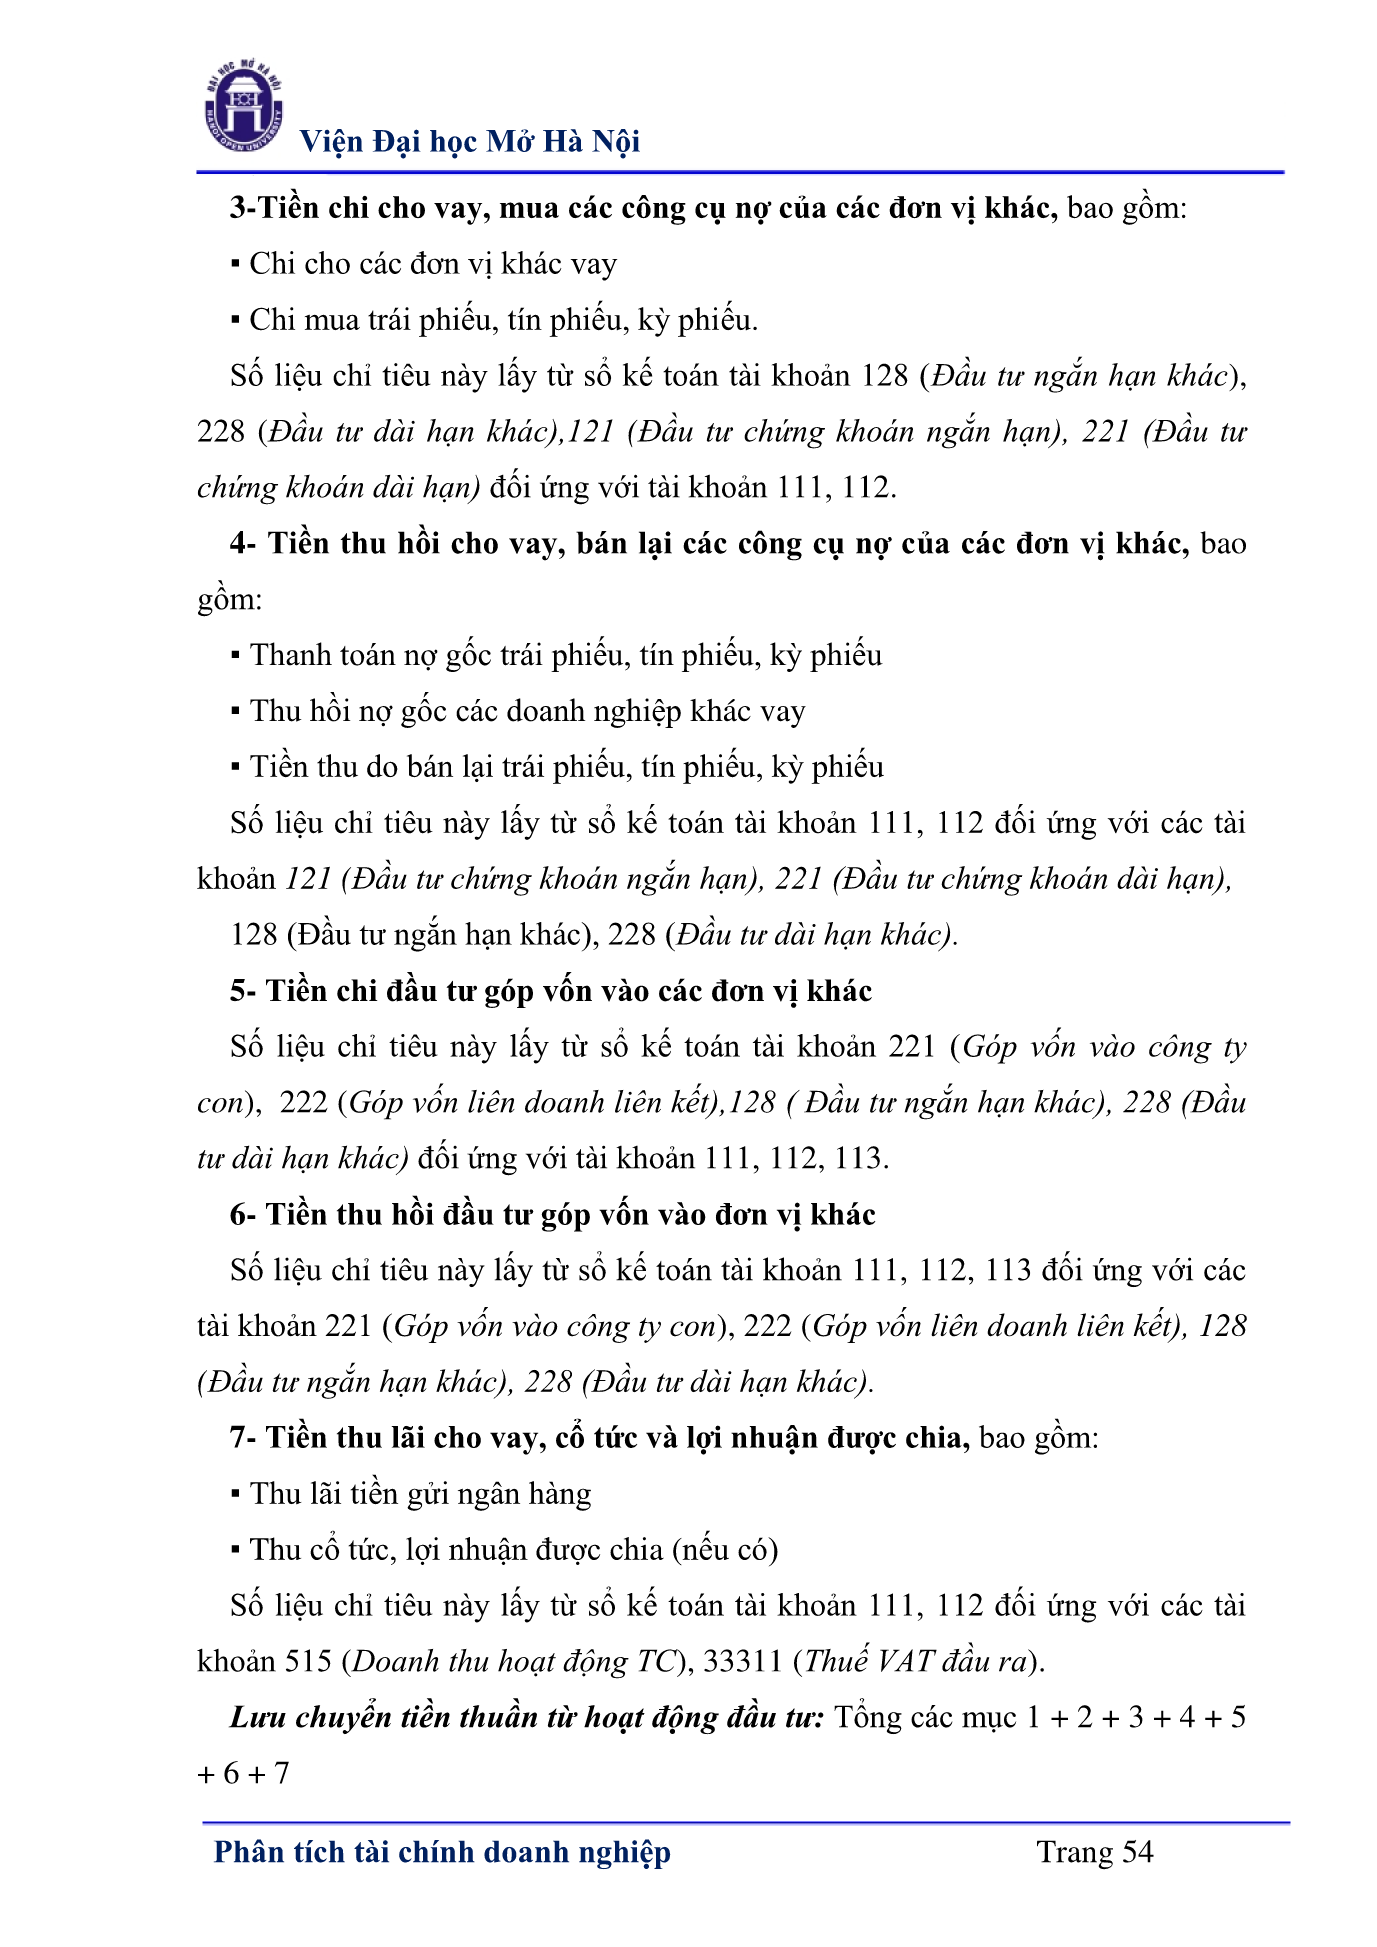 ĐẠI HỌC MỞ HÀ NỘI
HANOI OPEN UNIVERSITY
Viện Đại học Mở Hà Nội
3-Tiền chi cho vay, mua các công cụ nợ của các đơn vị khác, bao gồm:
▪ Chi cho các đơn vị khác vay
▪ Chi mua trái phiếu, tín phiếu, kỳ phiếu.
Số liệu chỉ tiêu này lấy từ sổ kế toán tài khoản 128 (Đầu tư ngắn hạn khác),
228 (Đầu tư dài hạn khác),121 (Đầu tư chứng khoán ngắn hạn), 221 (Đầu tư
chứng khoán dài hạn) đối ứng với tài khoản 111, 112.
4- Tiền thu hồi cho vay, bán lại các công cụ nợ của các đơn vị khác, bao
gồm:
▪ Thanh toán nợ gốc trái phiếu, tín phiếu, kỳ phiếu
▪ Thu hồi nợ gốc các doanh nghiệp khác vay
▪ Tiền thu do bán lại trái phiếu, tín phiếu, kỳ phiếu
Số liệu chỉ tiêu này lấy từ sổ kế toán tài khoản 111, 112 đối ứng với các tài
khoản 121 (Đầu tư chứng khoán ngắn hạn), 221 (Đầu tư chứng khoán dài hạn),
128 (Đầu tư ngắn hạn khác), 228 (Đầu tư dài hạn khác).
5- Tiền chi đầu tư góp vốn vào các đơn vị khác
Số liệu chỉ tiêu này lấy từ sổ kế toán tài khoản 221 (Góp vốn vào công ty
con), 222 (Góp vốn liên doanh liên kết),128 ( Đầu tư ngắn hạn khác), 228 (Đầu
tư dài hạn khác) đối ứng với tài khoản 111, 112, 113.
6- Tiền thu hồi đầu tư góp vốn vào đơn vị khác
Số liệu chỉ tiêu này lấy từ sổ kế toán tài khoản 111, 112, 113 đối ứng với các
tài khoản 221 (Góp vốn vào công ty con), 222 (Góp vốn liên doanh liên kết), 128
(Đầu tư ngắn hạn khác), 228 (Đầu tư dài hạn khác).
7- Tiền thu lãi cho vay, cổ tức và lợi nhuận được chia, bao gồm:
▪ Thu lãi tiền gửi ngân hàng
▪ Thu cổ tức, lợi nhuận được chia (nếu có)
Số liệu chỉ tiêu này lấy từ sổ kế toán tài khoản 111, 112 đối ứng với các tài
khoản 515 (Doanh thu hoạt động TC), 33311 (Thuế VAT đầu ra).
Lưu chuyển tiền thuần từ hoạt động đầu tư: Tổng các mục 1 + 2 + 3 + 4 + 5
+ 6 + 7
Phân tích tài chính doanh nghiệp Trang 54